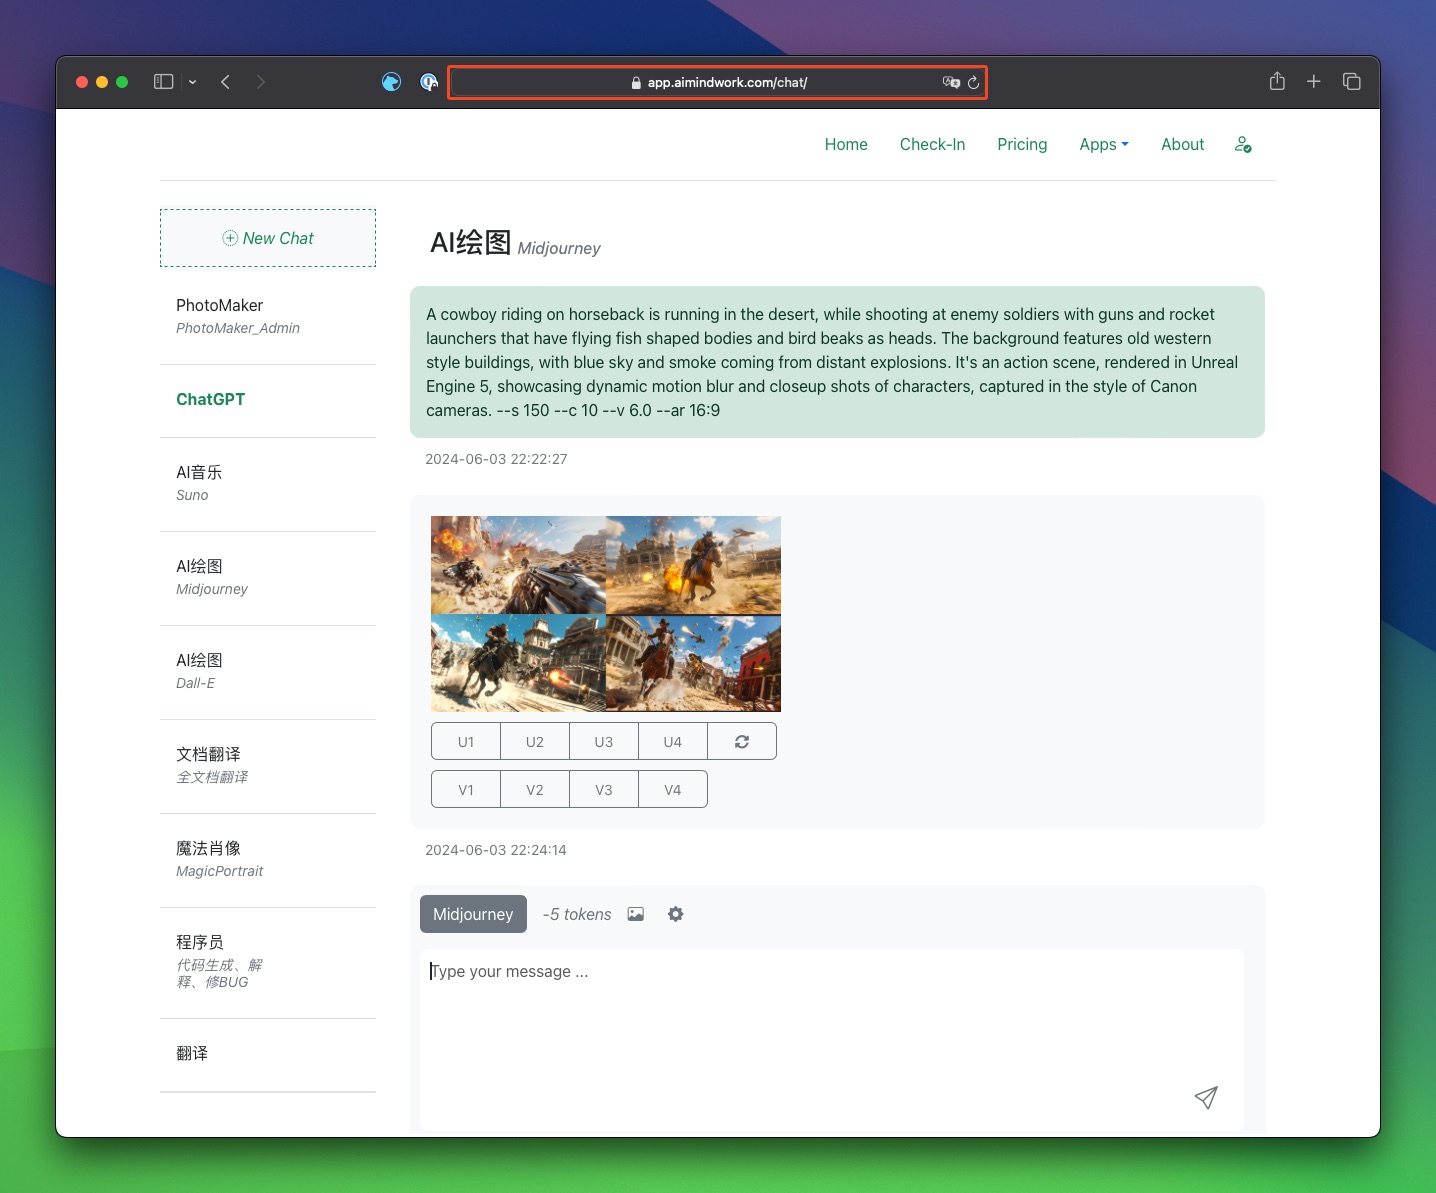 app.aimindwork.com/chat/
Home Check-In Pricing Apps About
New Chat
PhotoMaker
PhotoMaker_Admin
ChatGPT
AI音乐
Suno
AI绘图
Midjourney
AI绘图
Dall-E
文档翻译
全文档翻译
魔法肖像
MagicPortrait
程序员
代码生成、解
释、修BUG
翻译
AI绘图 Midjourney
A cowboy riding on horseback is running in the desert, while shooting at enemy soldiers with guns and rocket
launchers that have flying fish shaped bodies and bird beaks as heads. The background features old western
style buildings, with blue sky and smoke coming from distant explosions. It's an action scene, rendered in Unreal
Engine 5, showcasing dynamic motion blur and closeup shots of characters, captured in the style of Canon
cameras. --s 150 --c 10 --v 6.0 --ar 16:9
2024-06-03 22:22:27
U1 U2 U3 U4
V1 V2 V3 V4
2024-06-03 22:24:14
Midjourney -5 tokens
Type your message ...